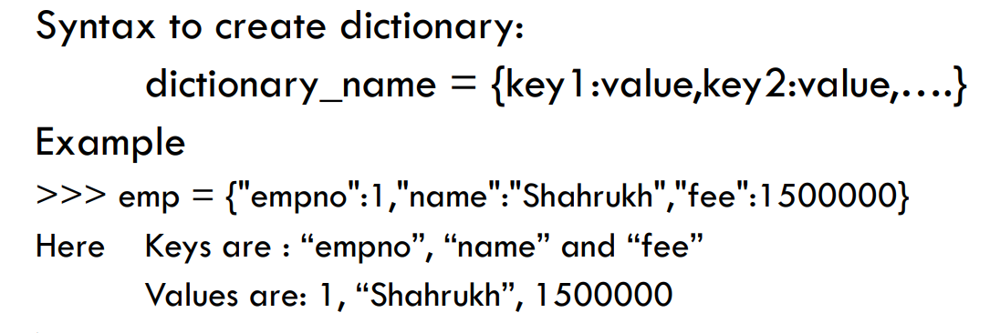 Syntax to create dictionary:
dictionary_name = {key1:value,key2:value,….}
Example
>>> emp = {"empno":1,"name":"Shahrukh","fee":1500000}
Here Keys are : “empno”, “name” and “fee”
Values are: 1, “Shahrukh”, 1500000